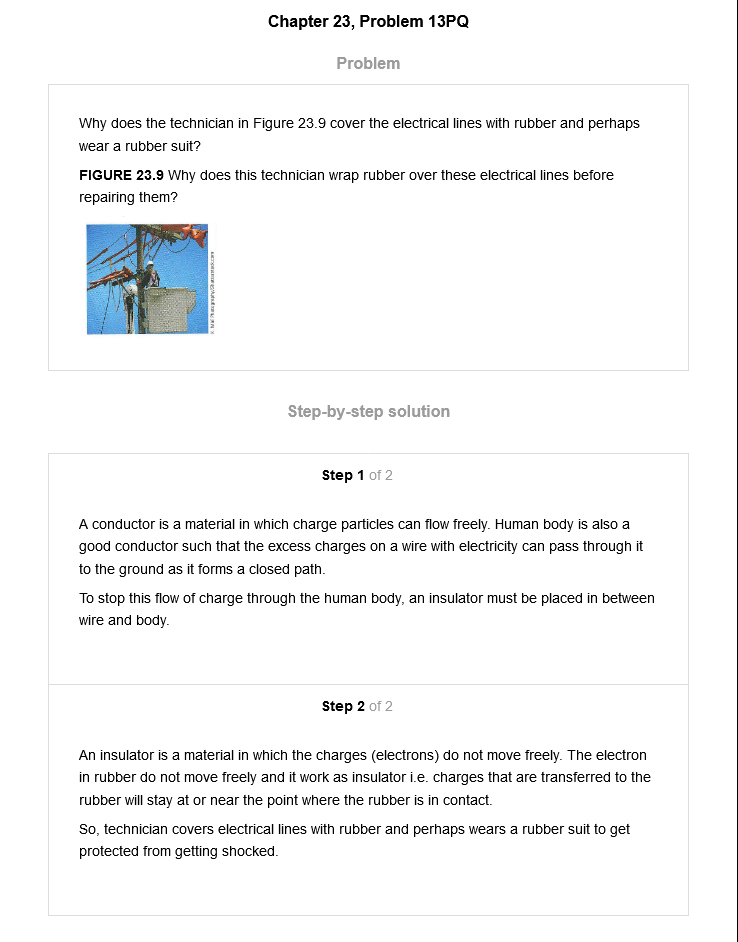 Chapter 23, Problem 13PQ
Problem
Why does the technician in Figure 23.9 cover the electrical lines with rubber and perhaps
wear a rubber suit?
FIGURE 23.9 Why does this technician wrap rubber over these electrical lines before
repairing them?
Step-by-step solution
Step 1 of 2
A conductor is a material in which charge particles can flow freely. Human body is also a
good conductor such that the excess charges on a wire with electricity can pass through it
to the ground as it forms a closed path.
To stop this flow of charge through the human body, an insulator must be placed in between
wire and body.
Step 2 of 2
An insulator is a material in which the charges (electrons) do not move freely. The electron
in rubber do not move freely and it work as insulator i.e. charges that are transferred to the
rubber will stay at or near the point where the rubber is in contact.
So, technician covers electrical lines with rubber and perhaps wears a rubber suit to get
protected from getting shocked.